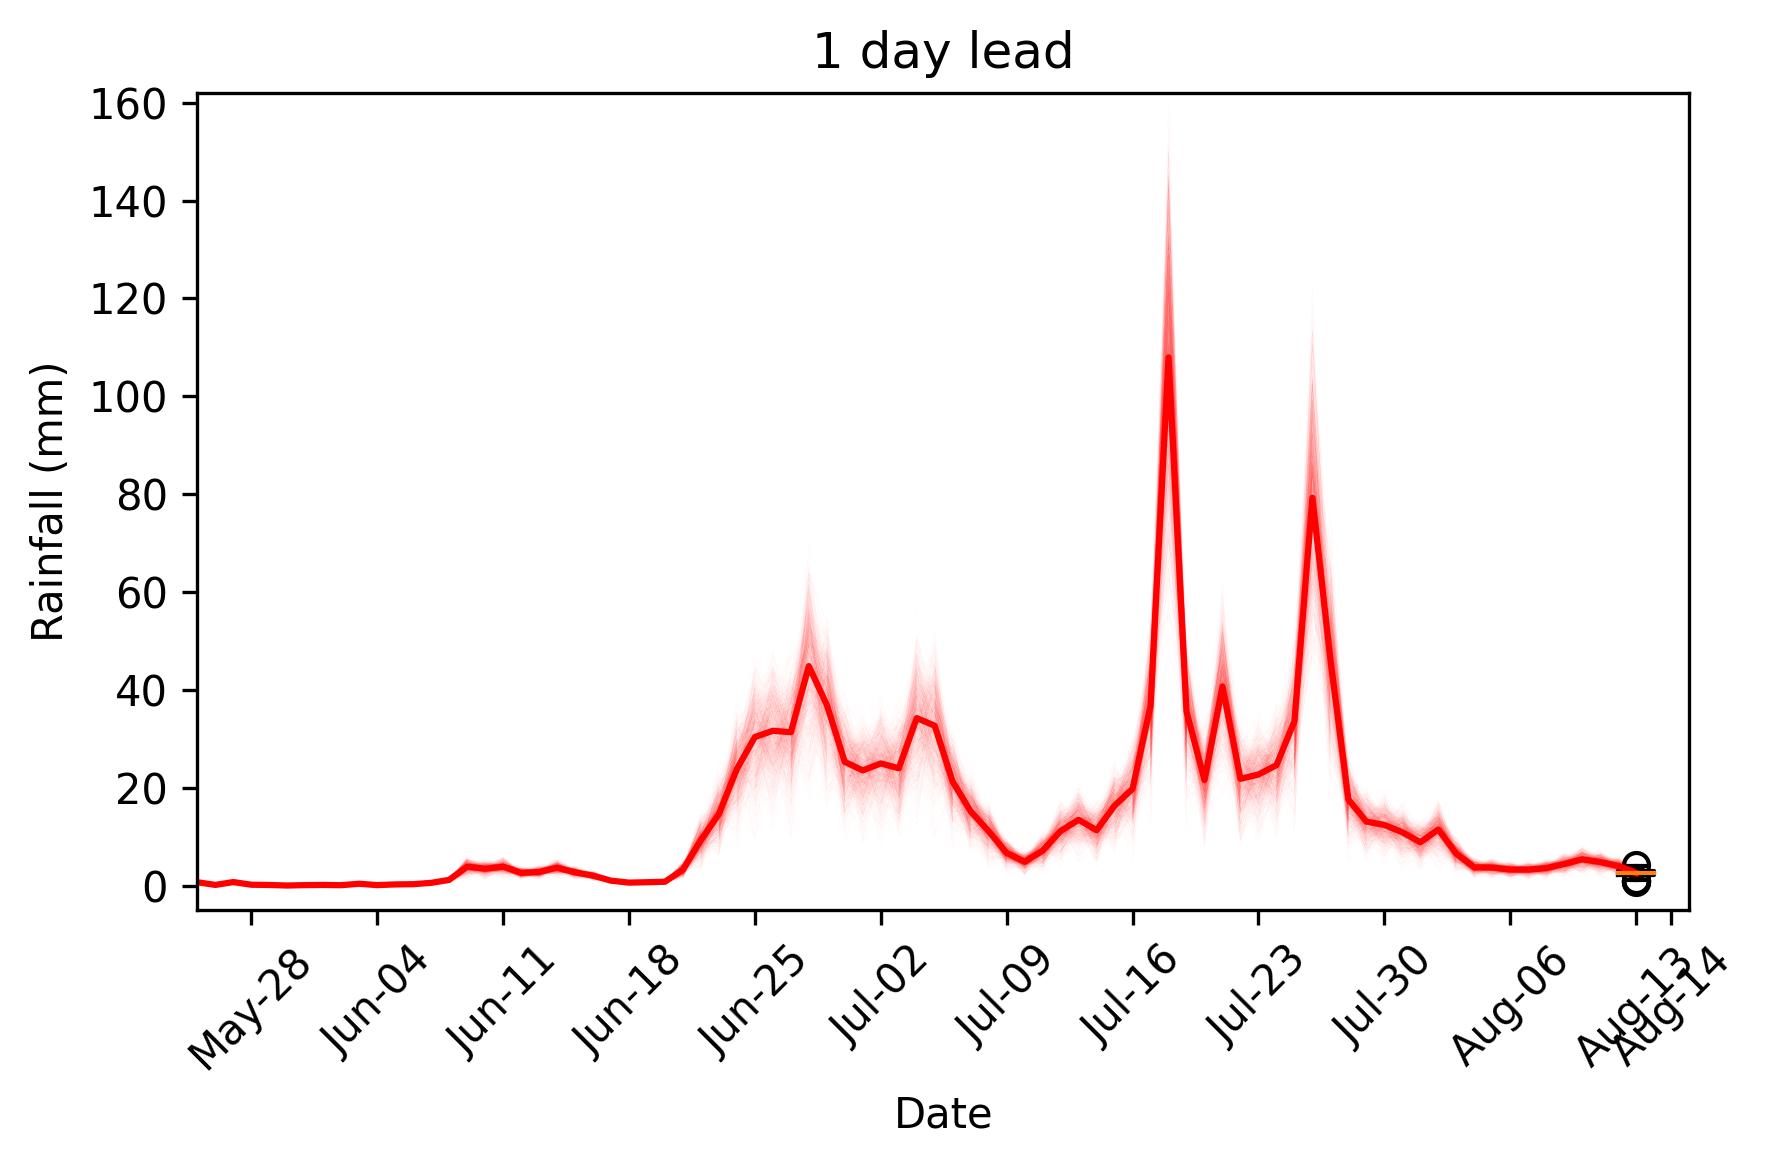 1 day lead
160
140
120
100
80
60
40
20
0
Rainfall (mm)
May-28
Jun-04
Jun-11
Jun-18
Jun-25
Jul-02
Jul-09
Jul-16
Jul-23
Jul-30
Aug-06
Aug-13
Aug-14
Date